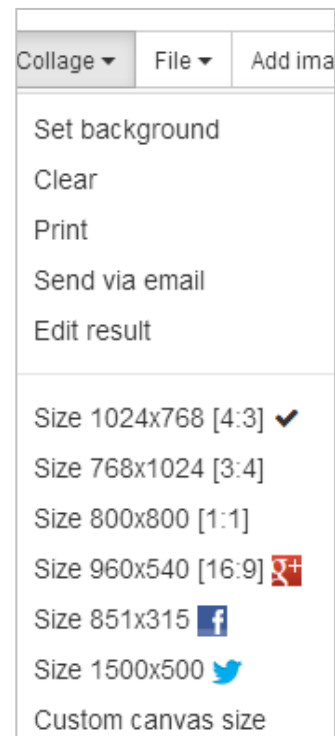 Collage File Add ima
Set background
Clear
Print
Send via email
Edit result
Size 1024x768 [4:3]
Size 768x1024 [3:4]
Size 800x800 [1:1]
Size 960x540 [16:9] g+
Size 851x315 f
Size 1500x500
Custom canvas size